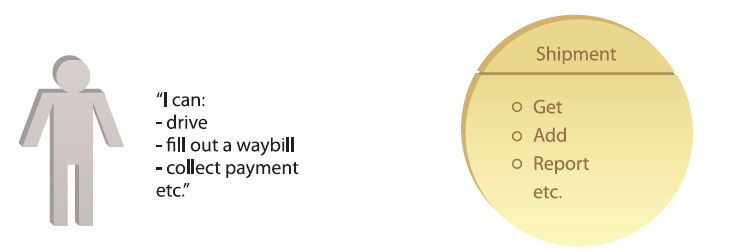 “I can:
- drive
- fill out a waybill
- collect payment
etc.”
Shipment
Get
Add
Report
etc.